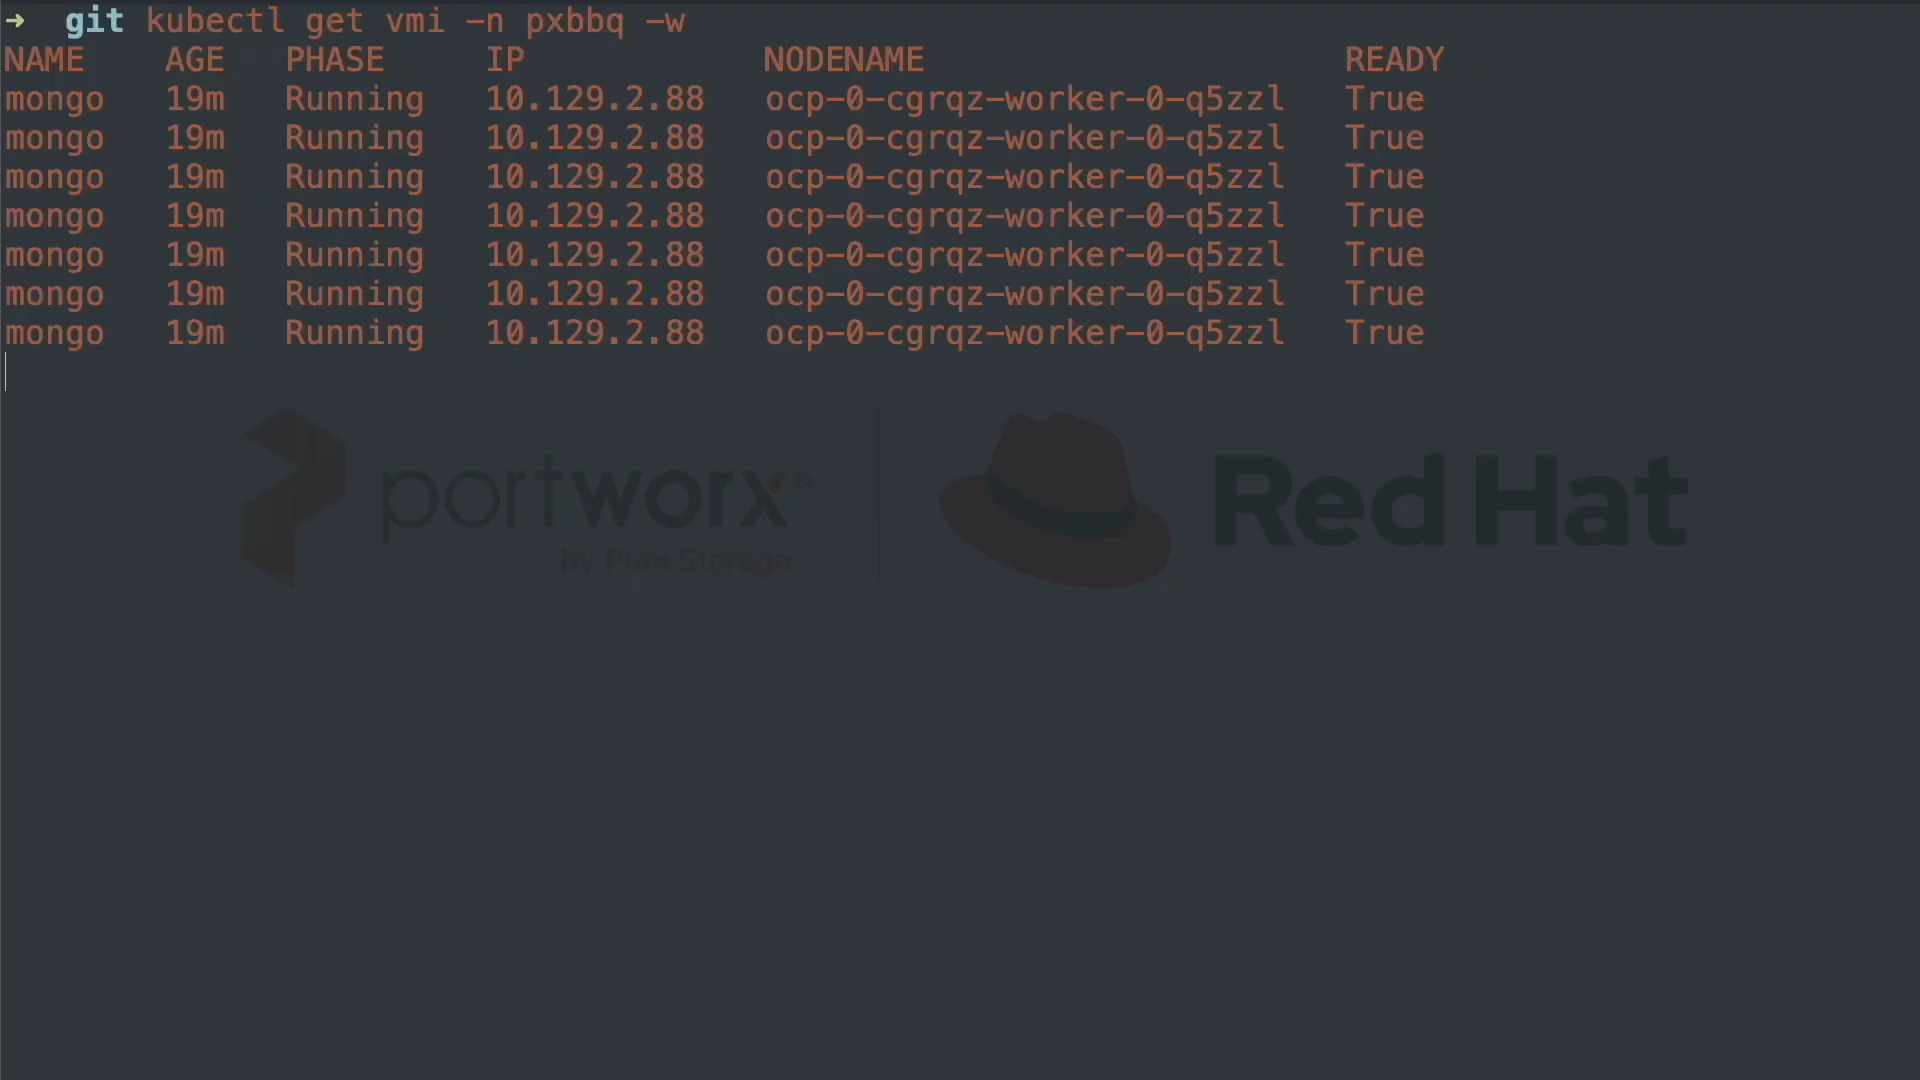 ➜ git kubectl get vmi -n pxbbq -w
NAME AGE PHASE IP NODENAME READY
mongo 19m Running 10.129.2.88 ocp-0-cgrqz-worker-0-q5zzl True
mongo 19m Running 10.129.2.88 ocp-0-cgrqz-worker-0-q5zzl True
mongo 19m Running 10.129.2.88 ocp-0-cgrqz-worker-0-q5zzl True
mongo 19m Running 10.129.2.88 ocp-0-cgrqz-worker-0-q5zzl True
mongo 19m Running 10.129.2.88 ocp-0-cgrqz-worker-0-q5zzl True
mongo 19m Running 10.129.2.88 ocp-0-cgrqz-worker-0-q5zzl True
mongo 19m Running 10.129.2.88 ocp-0-cgrqz-worker-0-q5zzl True
portworx®
by Pure Storage
Red Hat